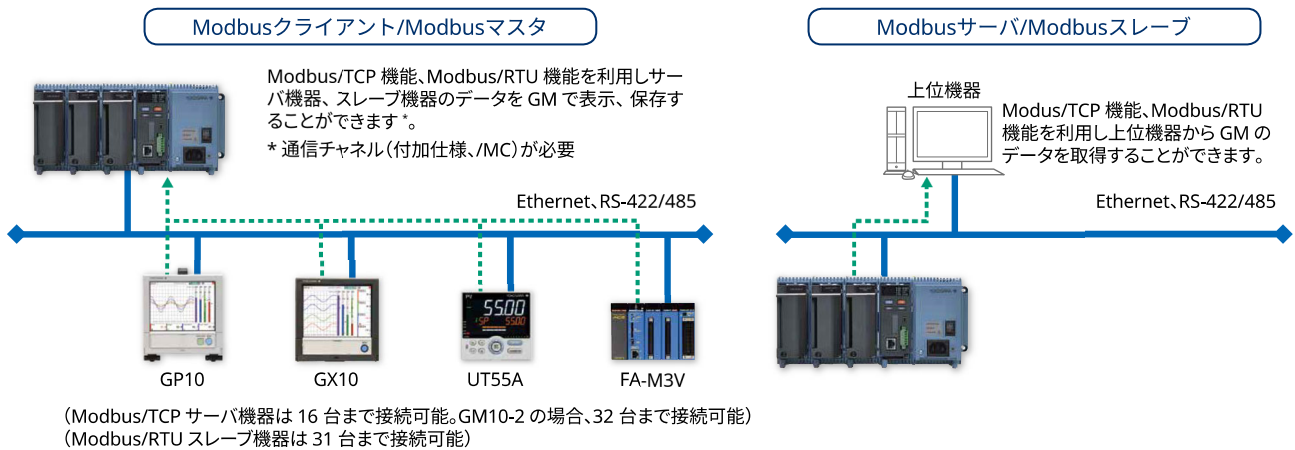 Modbusクライアント/Modbusマスタ
Modbus/TCP 機能、Modbus/RTU 機能を利用しサー
バ機器、スレーブ機器のデータを GM で表示、保存す
ることができます *。
* 通信チャネル（付加仕様、/MC）が必要
Ethernet、RS-422/485
GP10
GX10
UT55A
FA-M3V
55.00
SP 55.00
（Modbus/TCP サーバ機器は 16 台まで接続可能。GM10-2 の場合、32 台まで接続可能）
（Modbus/RTU スレーブ機器は 31 台まで接続可能）
Modbusサーバ/Modbusスレーブ
上位機器
Modus/TCP 機能、Modbus/RTU
機能を利用し上位機器から GM の
データを取得することができます。
Ethernet、RS-422/485